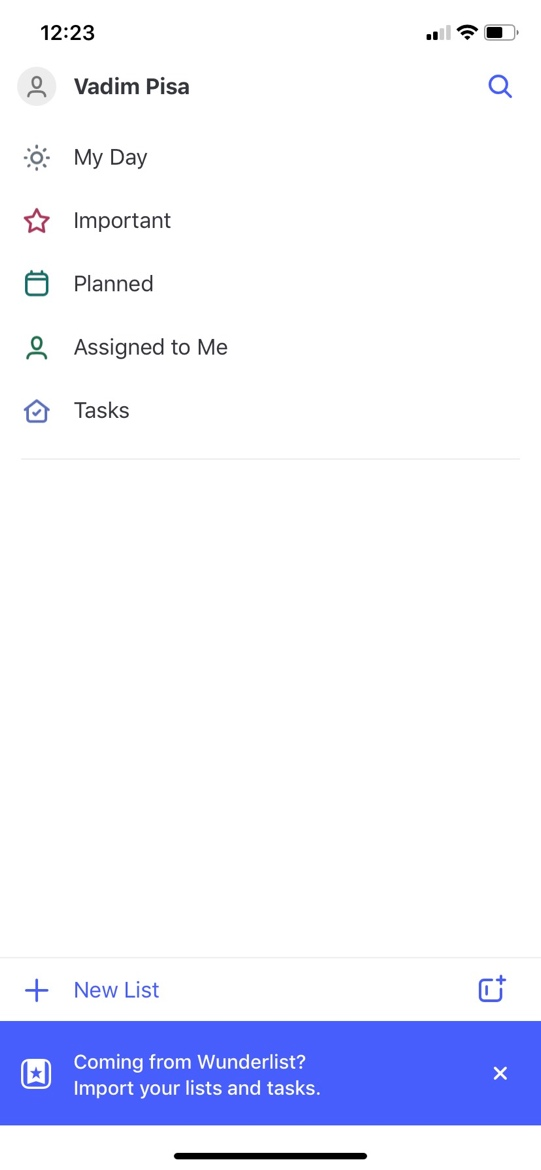 12:23
Vadim Pisa
My Day
Important
Planned
Assigned to Me
Tasks
New List
Coming from Wunderlist?
Import your lists and tasks.